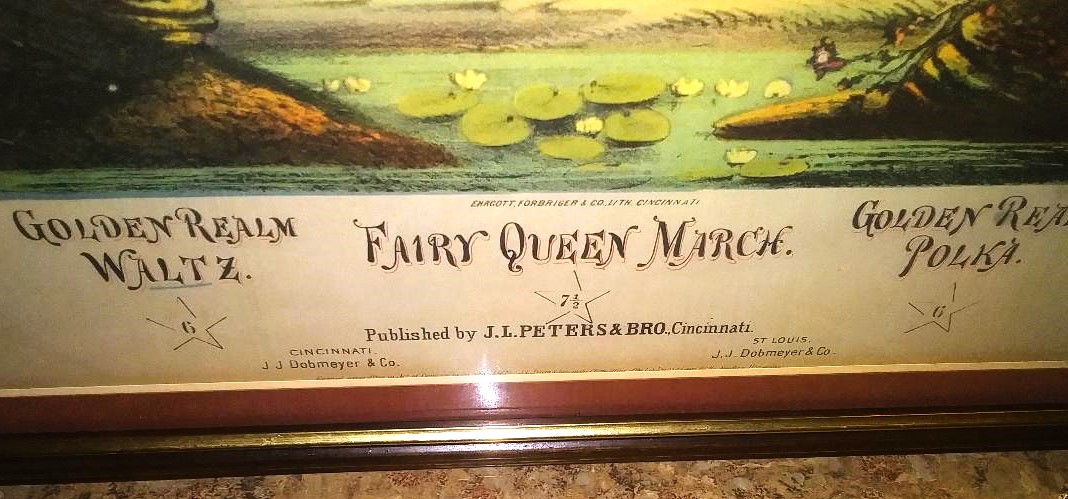 EHRGOTT, FORBRIGER & CO. LITH. CINCINNATI
GOLDEN REALM
WALTZ.
6
FAIRY QUEEN MARCH.
7½
GOLDEN REA
POLKA.
6
Published by J. L. PETERS & BRO., Cincinnati.
CINCINNATI.
J J Dobmeyer & Co.
ST LOUIS.
J. J. Dobmeyer & Co.